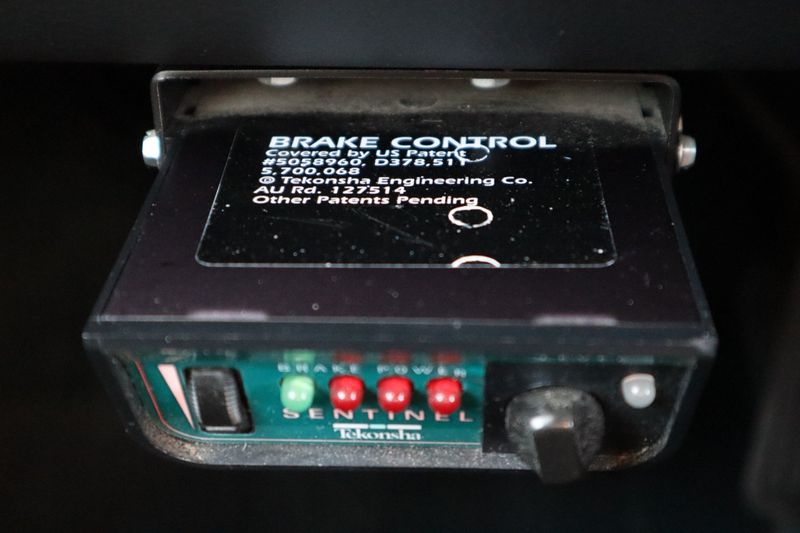 BRAKE CONTROL
Covered by US Patent
#5058960, D378,511
5,700,068
© Tekonsha Engineering Co.
AU Rd. 127514
Other Patents Pending
BRAKE POWER
SENTINEL
Tekonsha